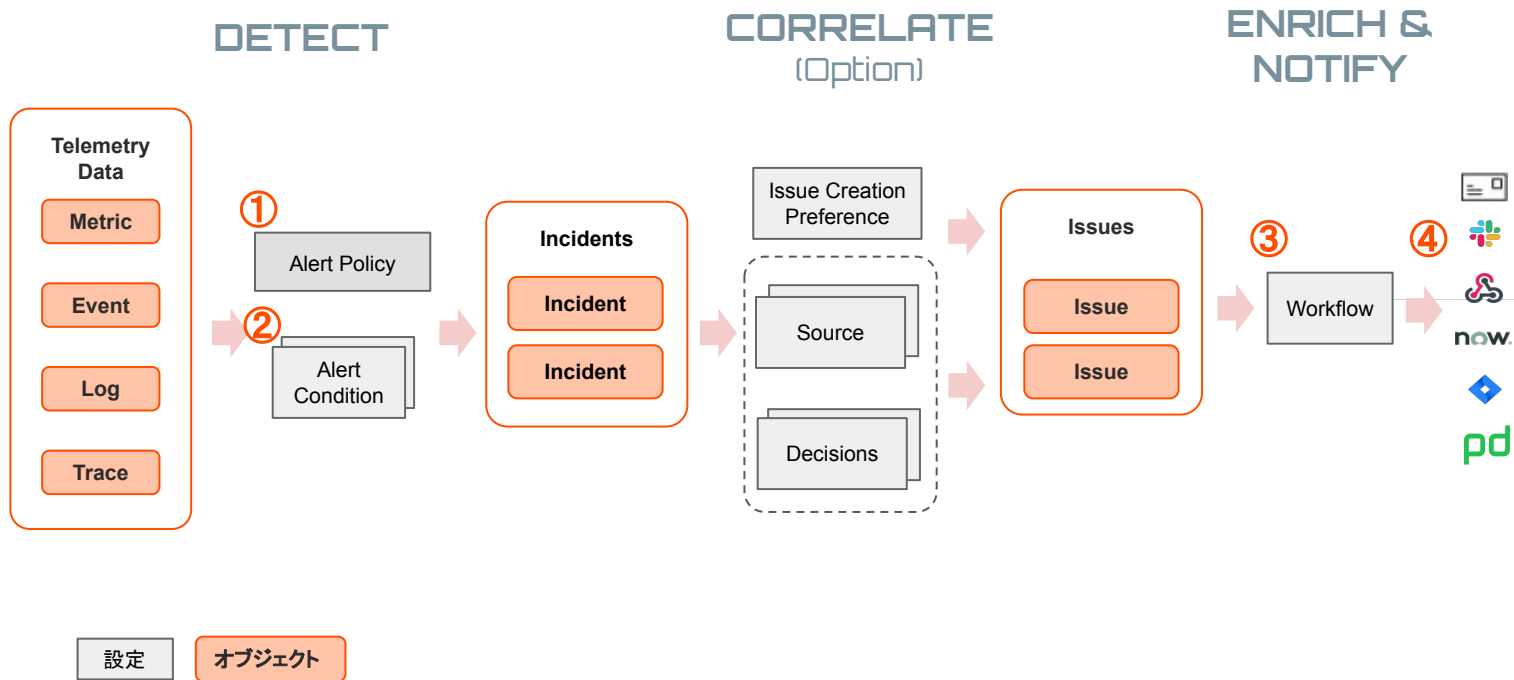 DETECT
CORRELATE
(Option)
ENRICH &
NOTIFY
Telemetry
Data
Metric
Event
Log
Trace
①
Alert Policy
②
Alert
Condition
Incidents
Incident
Incident
Issue Creation
Preference
Source
Decisions
Issues
Issue
Issue
③
Workflow
④
now.
pd
設定
オブジェクト